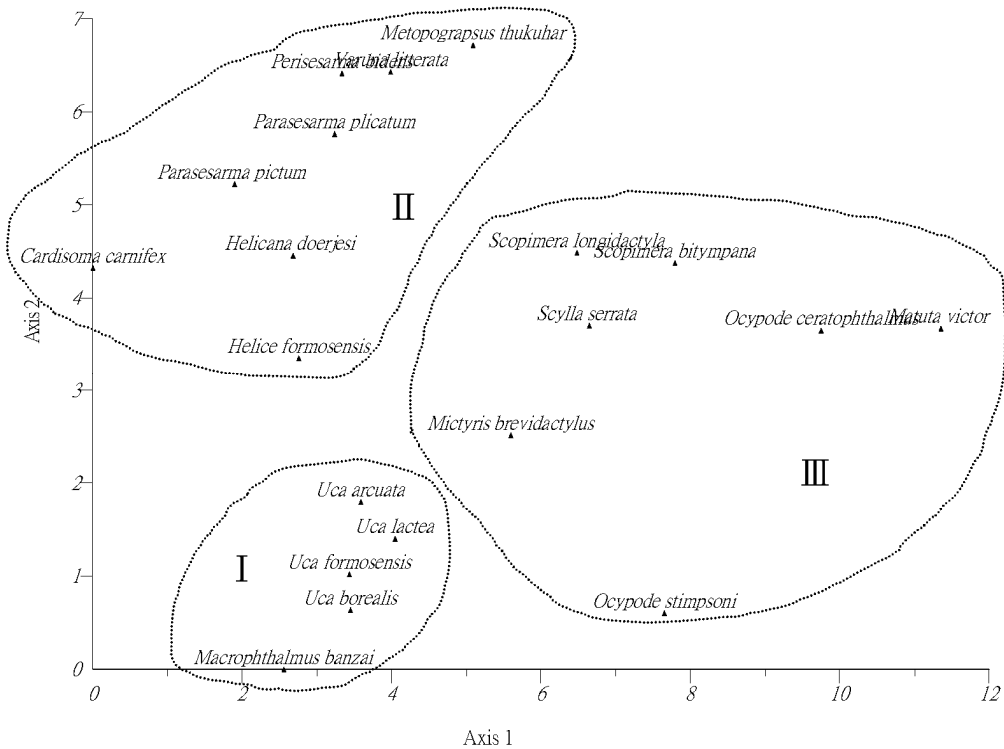 7
Metopograpsus thukuhar
Perisesarma bidens
Varuna litterata
6
Parasesarma plicatum
Parasesarma pictum
5
II
Helicana doerjesi
Scopimera longidactyla
Scopimera bitympana
Cardisoma carnifex
4
Axis 2
Scylla serrata
Ocypode ceratophthalmus
Matuta victor
Helice formosensis
3
Mictyris brevidactylus
III
2
Uca arcuata
Uca lactea
I
Uca formosensis
1
Uca borealis
Ocypode stimpsoni
Macrophthalmus banzai
0
0 2 4 6 8 10 12
Axis 1